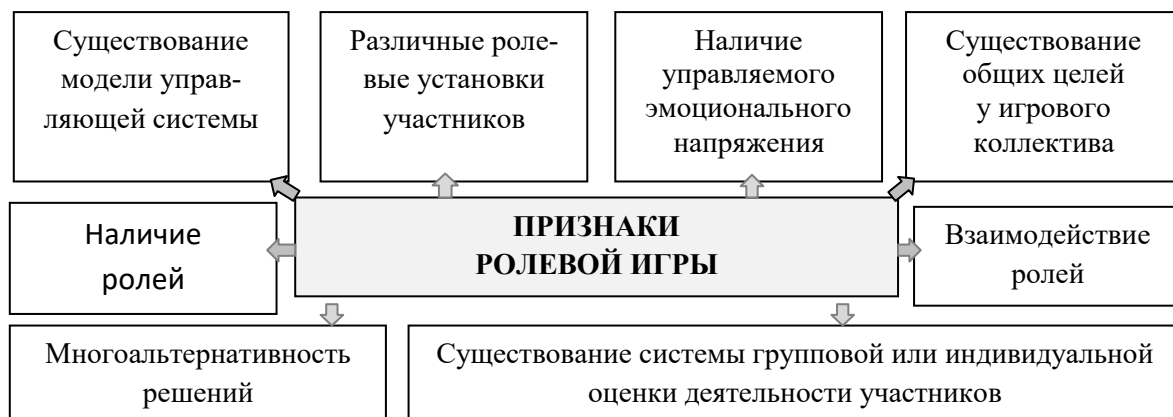 Существование
модели управ-
ляющей системы
Различные роле-
вые установки
участников
Наличие
управляемого
эмоционального
напряжения
Существование
общих целей
у игрового
коллектива
Наличие
ролей
ПРИЗНАКИ
РОЛЕВОЙ ИГРЫ
Взаимодействие
ролей
Многоальтернативность
решений
Существование системы групповой или индивидуальной
оценки деятельности участников